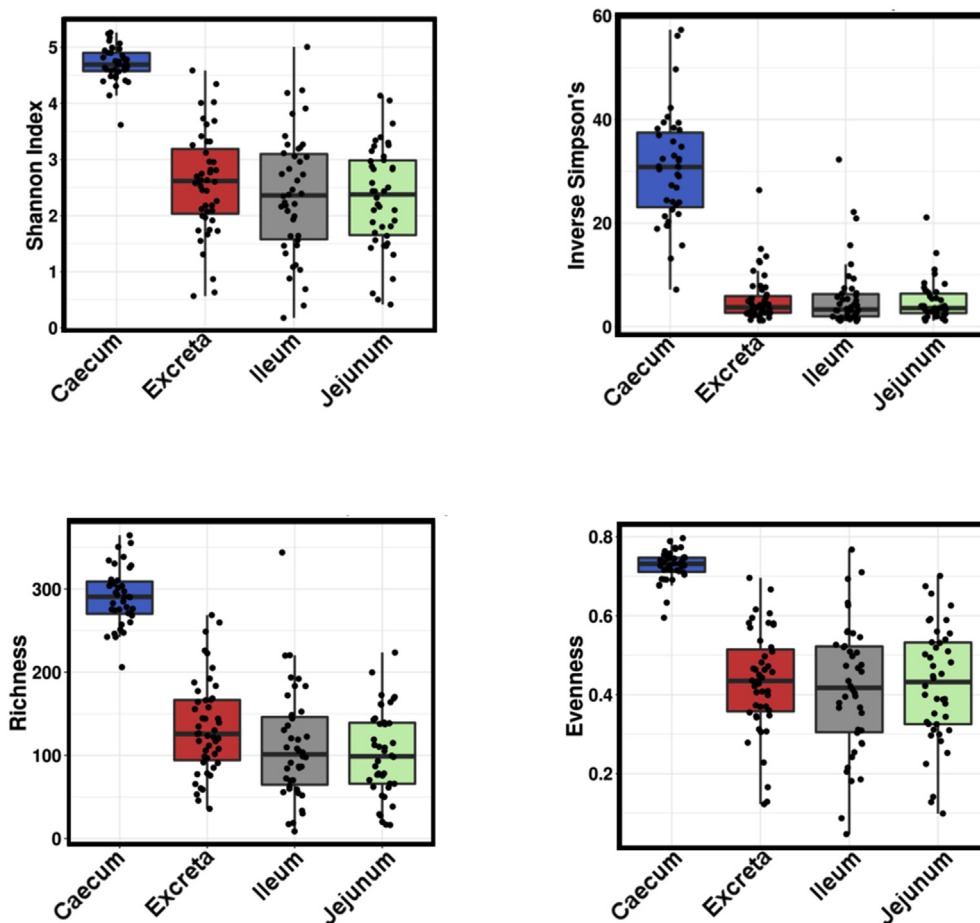 Shannon Index
5
4
3
2
1
0
Caecum
Excreta
Ileum
Jejunum
Inverse Simpson's
60
40
20
0
Caecum
Excreta
Ileum
Jejunum
Richness
300
200
100
0
Caecum
Excreta
Ileum
Jejunum
Evenness
0.8
0.6
0.4
0.2
Caecum
Excreta
Ileum
Jejunum